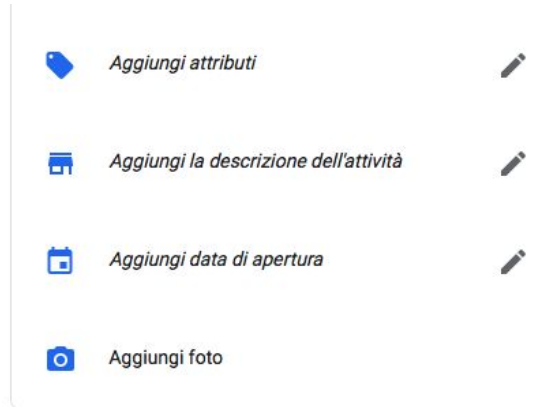 Aggiungi attributi
Aggiungi la descrizione dell'attività
Aggiungi data di apertura
Aggiungi foto